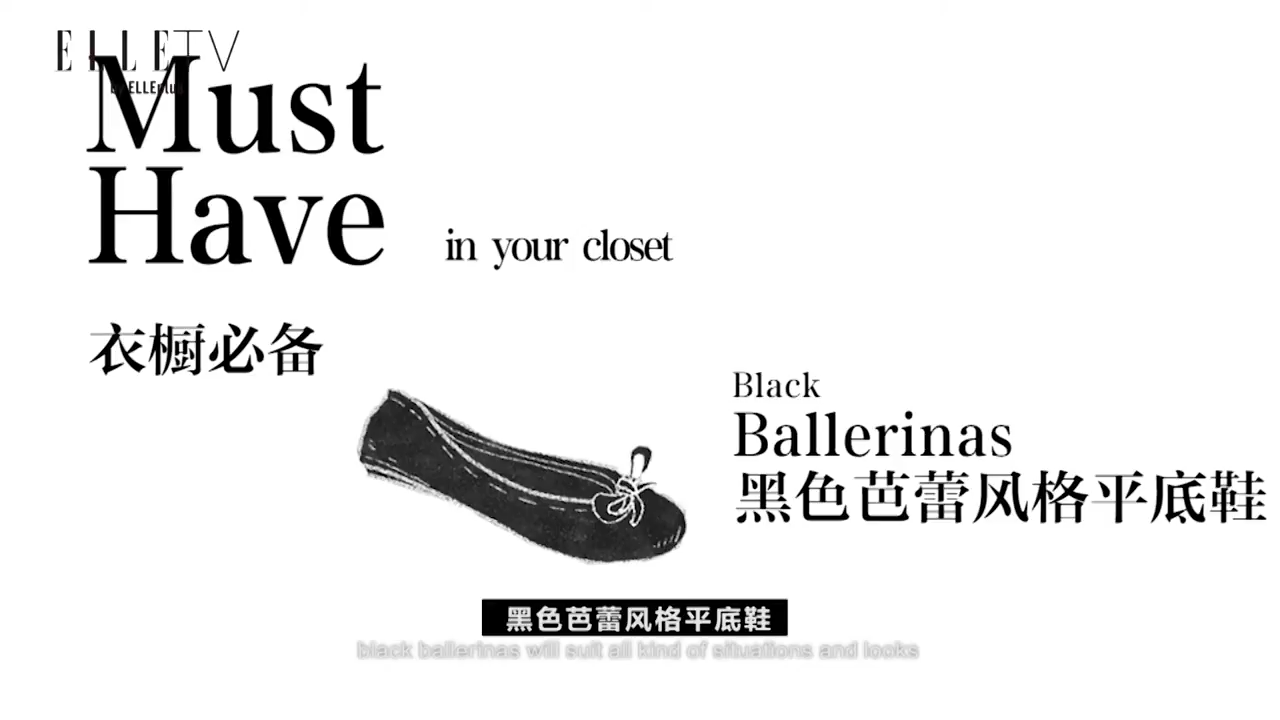 ELLETV
by ELLEplus
Must
Have
in your closet
衣橱必备
Black
Ballerinas
黑色芭蕾风格平底鞋
黑色芭蕾风格平底鞋
black ballerinas will suit all kind of situations and looks